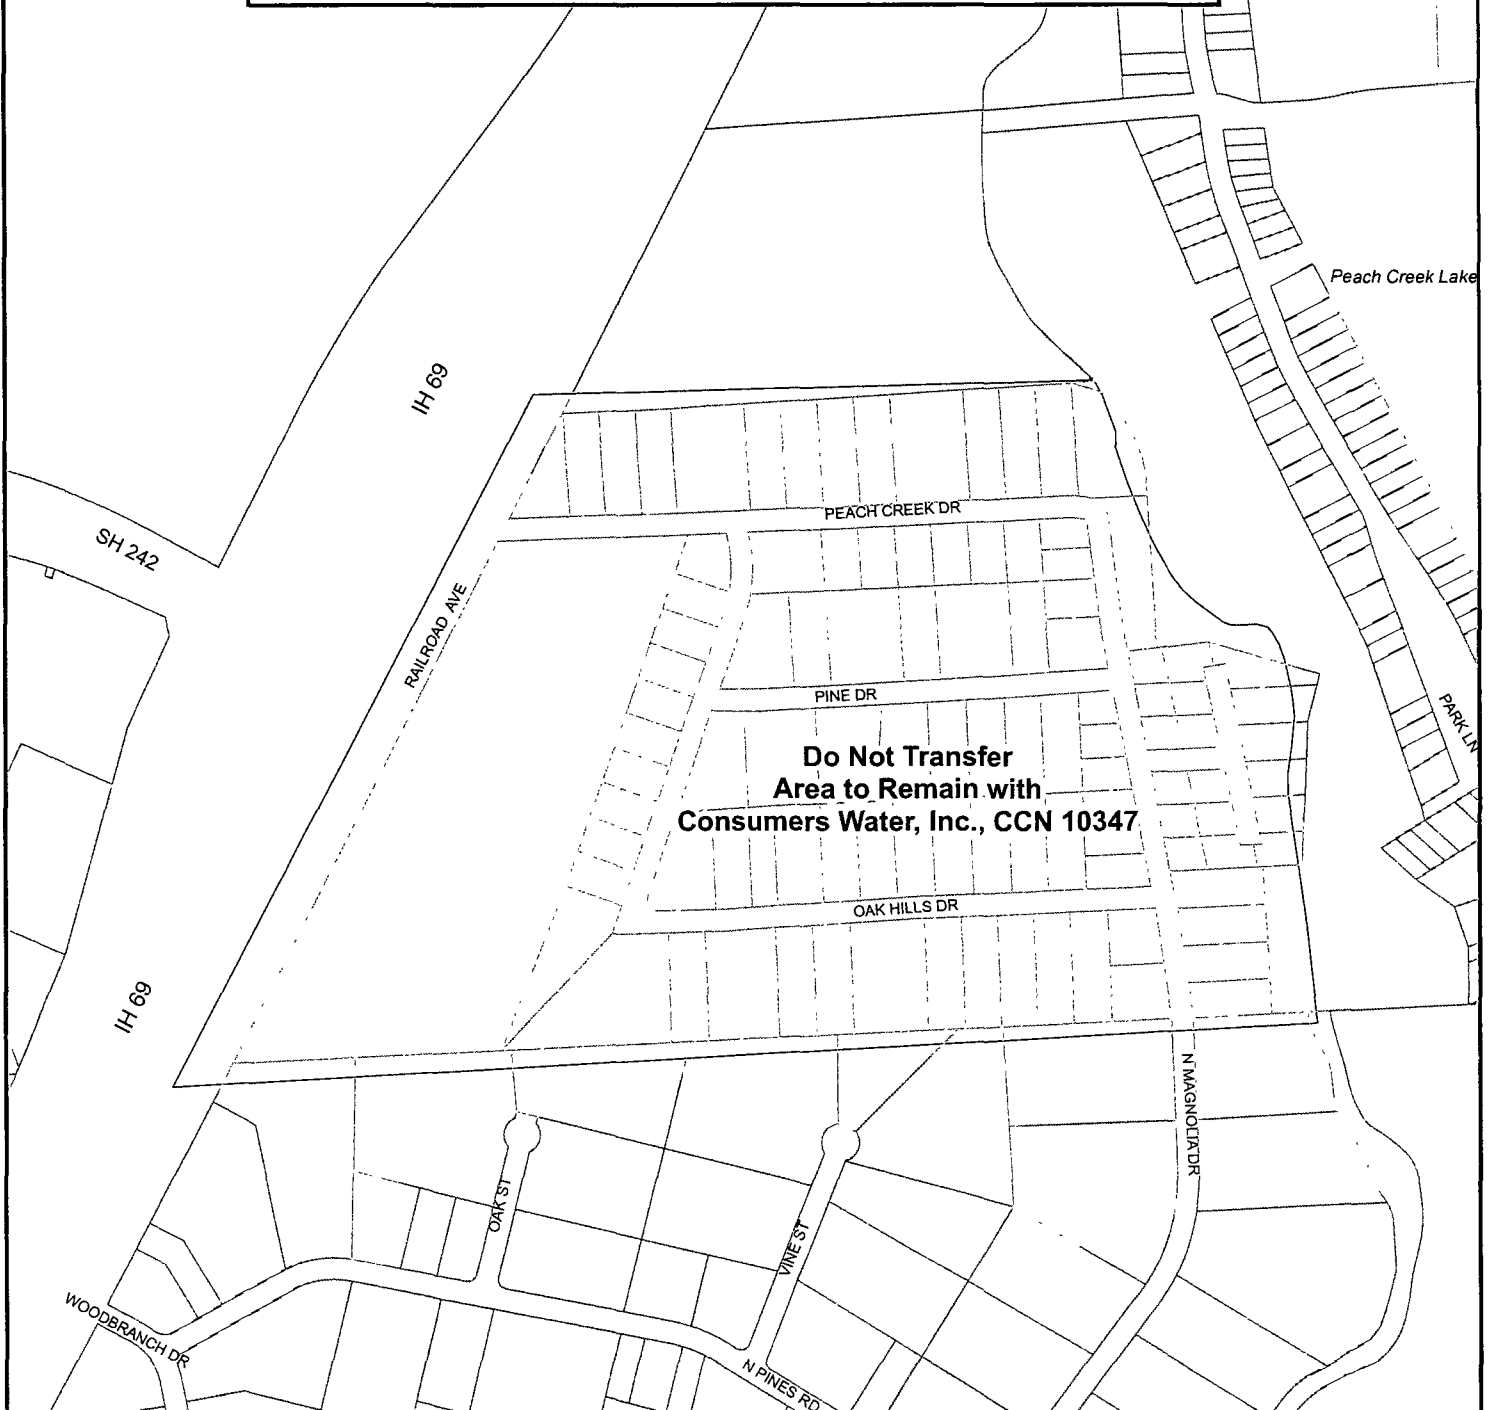 Peach Creek Lake
IH 69
PEACH CREEK DR
SH 242
RAILROAD AVE
PINE DR
PARK LN
Do Not Transfer
Area to Remain with
Consumers Water, Inc., CCN 10347
OAK HILLS DR
IH 69
N MAGNOLIA DR
OAK ST
VINE ST
WOODBRANCH DR
N PINES RD